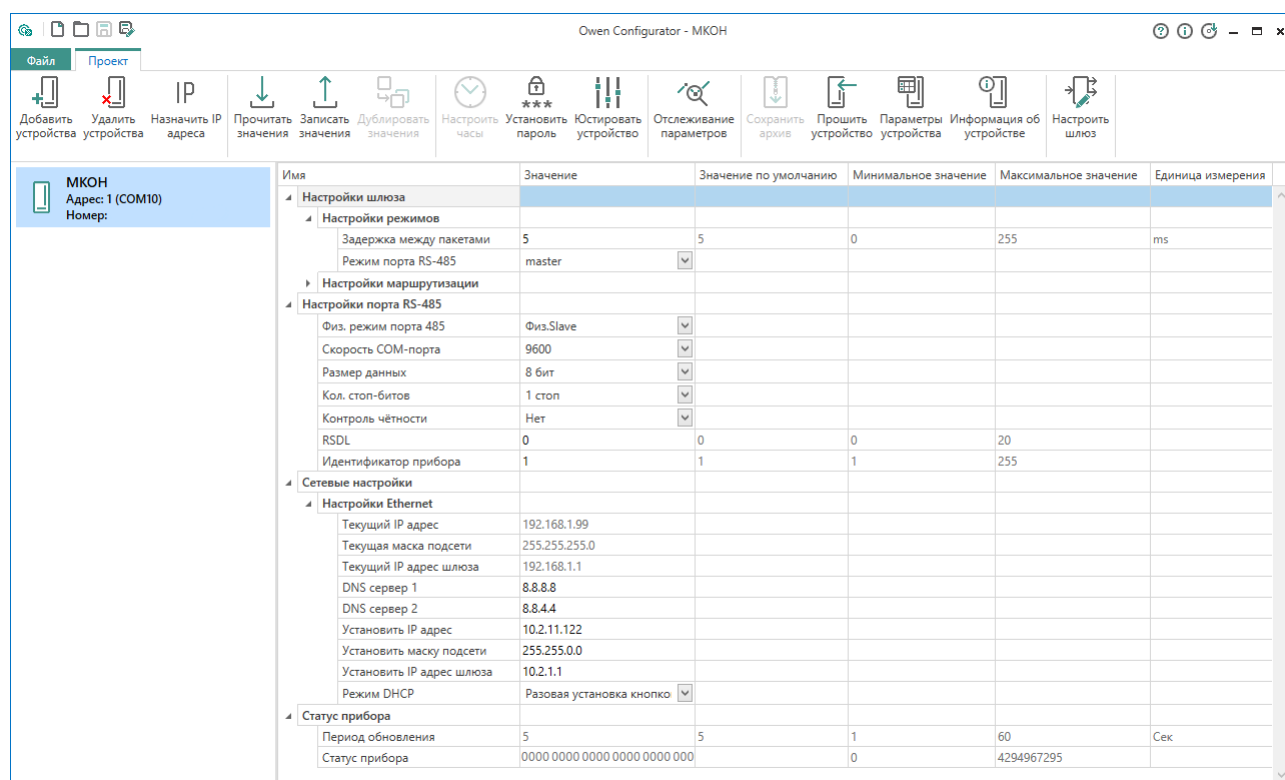 Owen Configurator - МКОН
Файл Проект
Добавить устройства
Удалить устройства
Назначить IP адреса
Прочитать значения
Записать значения
Дублировать значения
Настроить часы
Установить пароль
Юстировать устройство
Отслеживание параметров
Сохранить архив
Прошить устройство
Параметры устройства
Информация об устройстве
Настроить шлюз
МКОН
Адрес: 1 (COM10)
Номер:
Имя Значение Значение по умолчанию Минимальное значение Максимальное значение Единица измерения
Настройки шлюза
Настройки режимов
Задержка между пакетами 5 5 0 255 ms
Режим порта RS-485 master
Настройки маршрутизации
Настройки порта RS-485
Физ. режим порта 485 Физ.Slave
Скорость COM-порта 9600
Размер данных 8 бит
Кол. стоп-битов 1 стоп
Контроль чётности Нет
RSDL 0 0 0 20
Идентификатор прибора 1 1 1 255
Сетевые настройки
Настройки Ethernet
Текущий IP адрес 192.168.1.99
Текущая маска подсети 255.255.255.0
Текущий IP адрес шлюза 192.168.1.1
DNS сервер 1 8.8.8.8
DNS сервер 2 8.8.4.4
Установить IP адрес 10.2.11.122
Установить маску подсети 255.255.0.0
Установить IP адрес шлюза 10.2.1.1
Режим DHCP Разовая установка кнопко
Статус прибора
Период обновления 5 5 1 60 Сек
Статус прибора 0000 0000 0000 0000 0000 000 0 4294967295